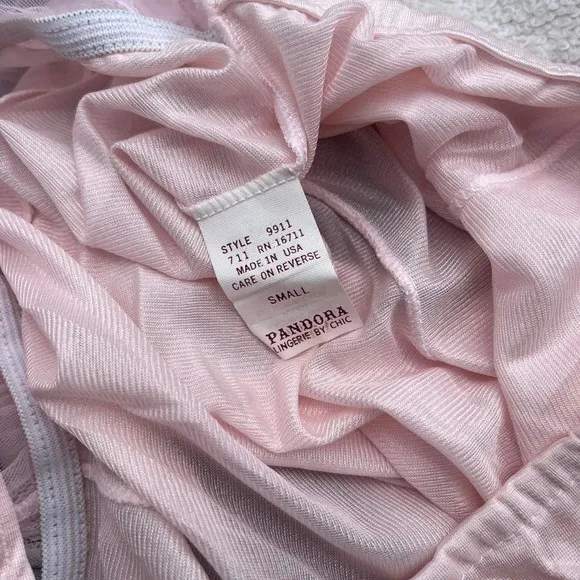 STYLE 9911
711 RN 16711
MADE IN USA
CARE ON REVERSE
SMALL
PANDORA
LINGERIE BY CHIC